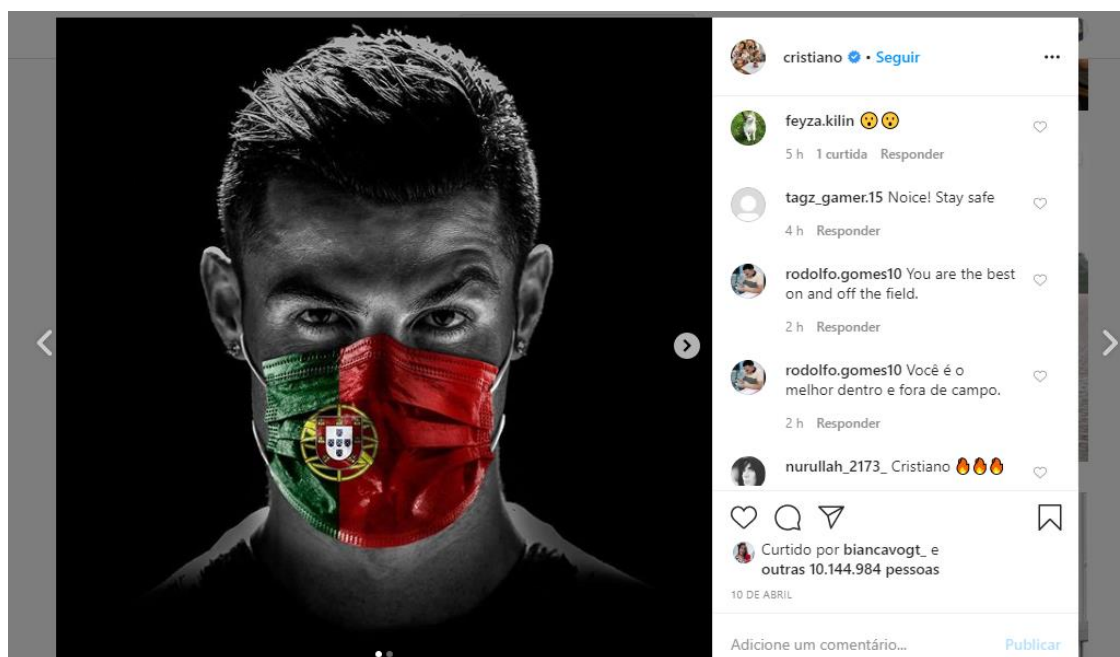 cristiano • Seguir
feyza.kilin 😮😮
5 h 1 curtida Responder
tagz_gamer.15 Noice! Stay safe
4 h Responder
rodolfo.gomes10 You are the best
on and off the field.
2 h Responder
rodolfo.gomes10 Você é o
melhor dentro e fora de campo.
2 h Responder
nurullah_2173_ Cristiano 🔥🔥🔥
Curtido por biancavogt_ e
outras 10.144.984 pessoas
10 DE ABRIL
Adicione um comentário... Publicar